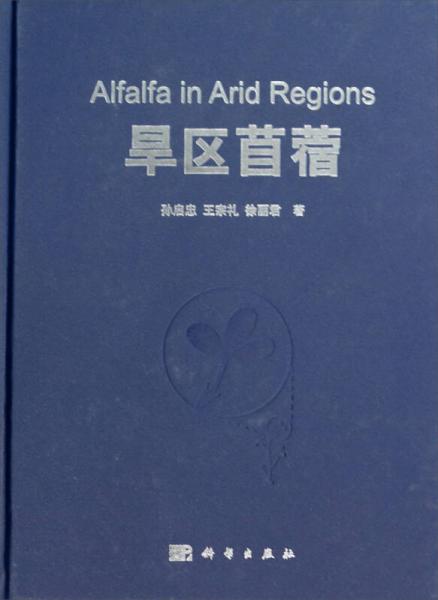 Alfalfa in Arid Regions
旱区苜蓿
孙启忠 王宗礼 徐丽君 著
科学出版社